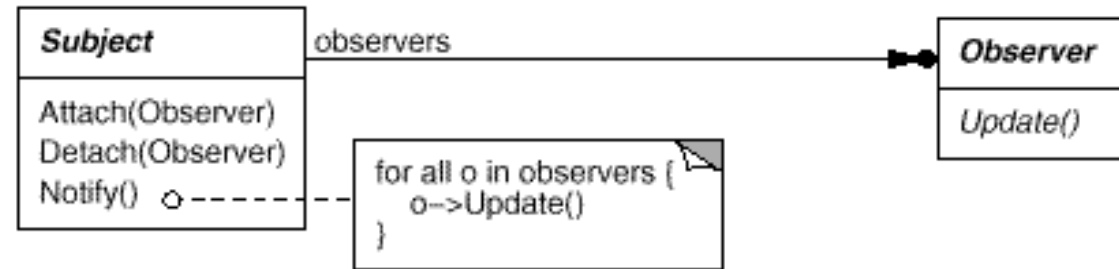 Subject
observers
Observer
Attach(Observer)
Detach(Observer)
Notify()
Update()
for all o in observers {
o–>Update()
}